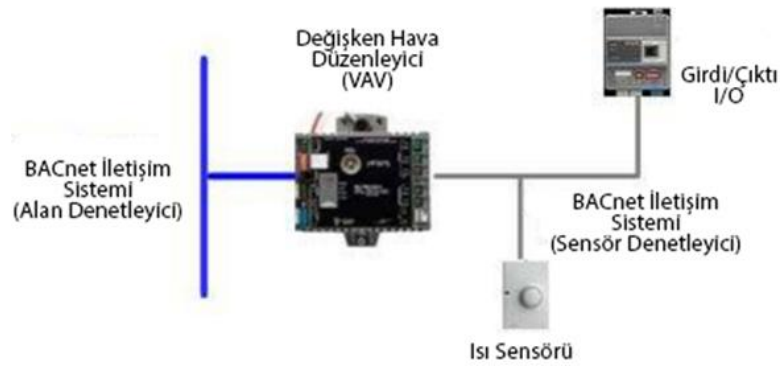 Değişken Hava
Düzenleyici
(VAV)
Girdi/Çıktı
I/O
BACnet İletişim
Sistemi
(Alan Denetleyici)
BACnet İletişim
Sistemi
(Sensör Denetleyici)
Isı Sensörü